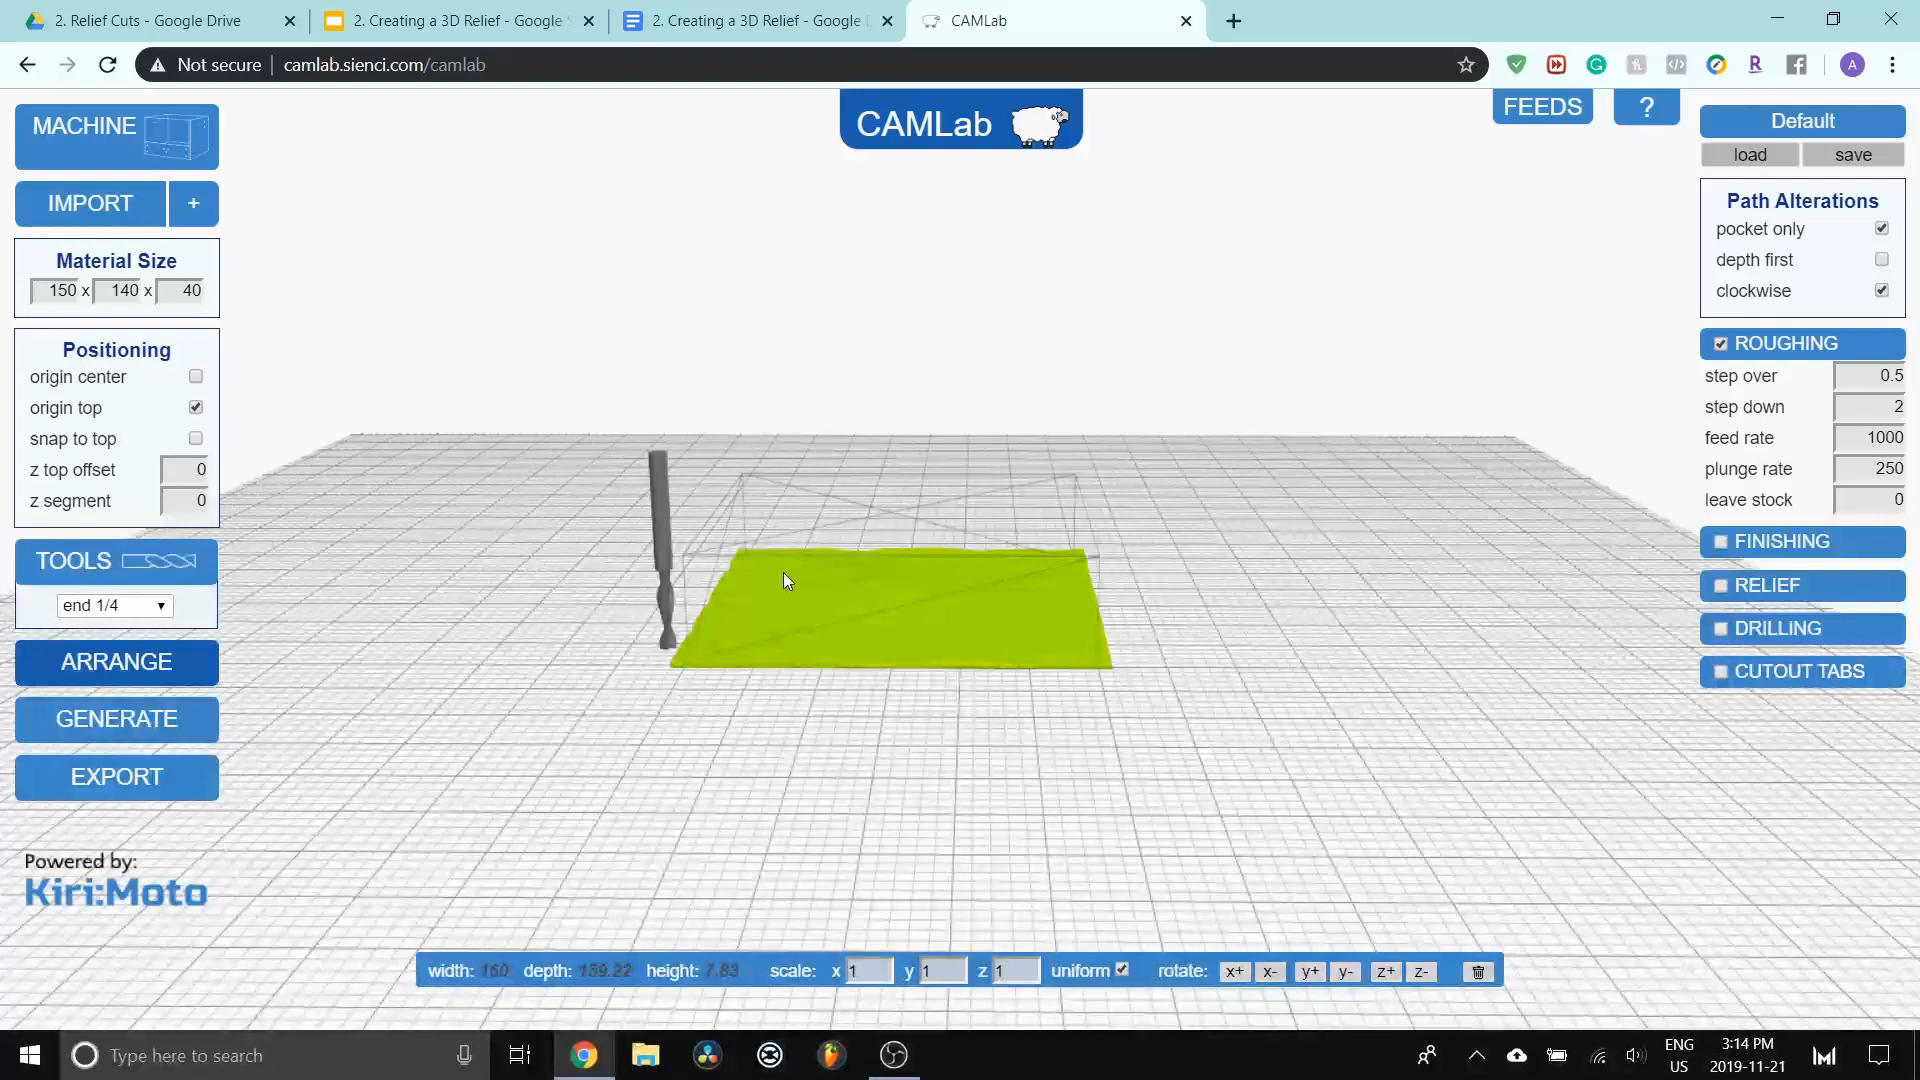 2. Relief Cuts - Google Drive
2. Creating a 3D Relief - Google S
2. Creating a 3D Relief - Google D
CAMLab
Not secure
camlab.sienci.com/camlab
A
MACHINE
IMPORT +
Material Size
150 x 140 x 40
Positioning
origin center
origin top
snap to top
z top offset 0
z segment 0
TOOLS
end 1/4
ARRANGE
GENERATE
EXPORT
Powered by:
Kiri:Moto
CAMLab
FEEDS
?
Default
load save
Path Alterations
pocket only
depth first
clockwise
ROUGHING
step over 0.5
step down 2
feed rate 1000
plunge rate 250
leave stock 0
FINISHING
RELIEF
DRILLING
CUTOUT TABS
width: 160 depth: 159.22 height: 7.83 scale: x 1 y 1 z 1 uniform rotate: x+ x- y+ y- z+ z-
Type here to search
ENG
US
3:14 PM
2019-11-21